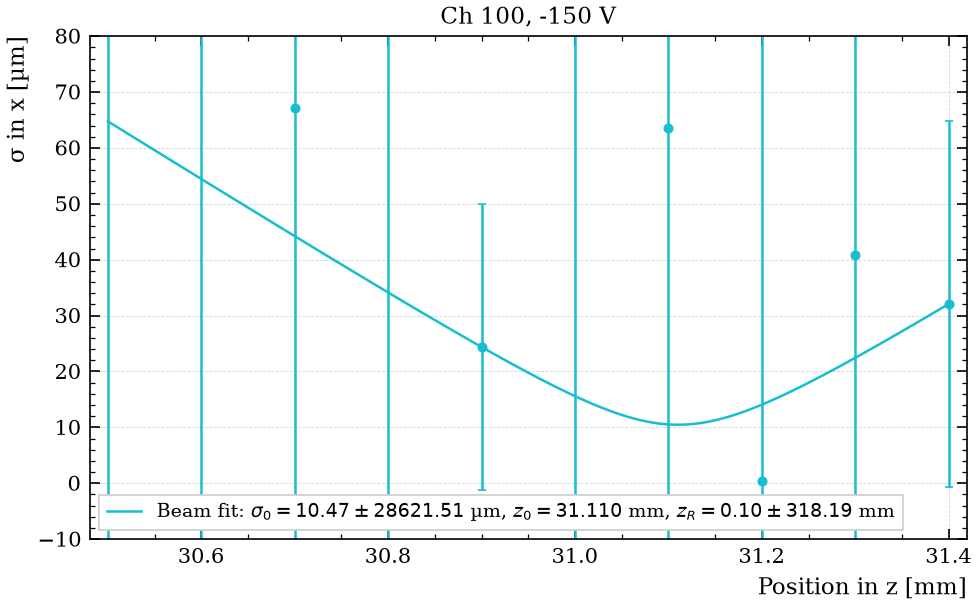 Ch 100, -150 V
σ in x [µm]
80
70
60
50
40
30
20
10
0
−10
Beam fit: σ₀ = 10.47 ± 28621.51 µm, z₀ = 31.110 mm, z_R = 0.10 ± 318.19 mm
30.6 30.8 31.0 31.2 31.4
Position in z [mm]